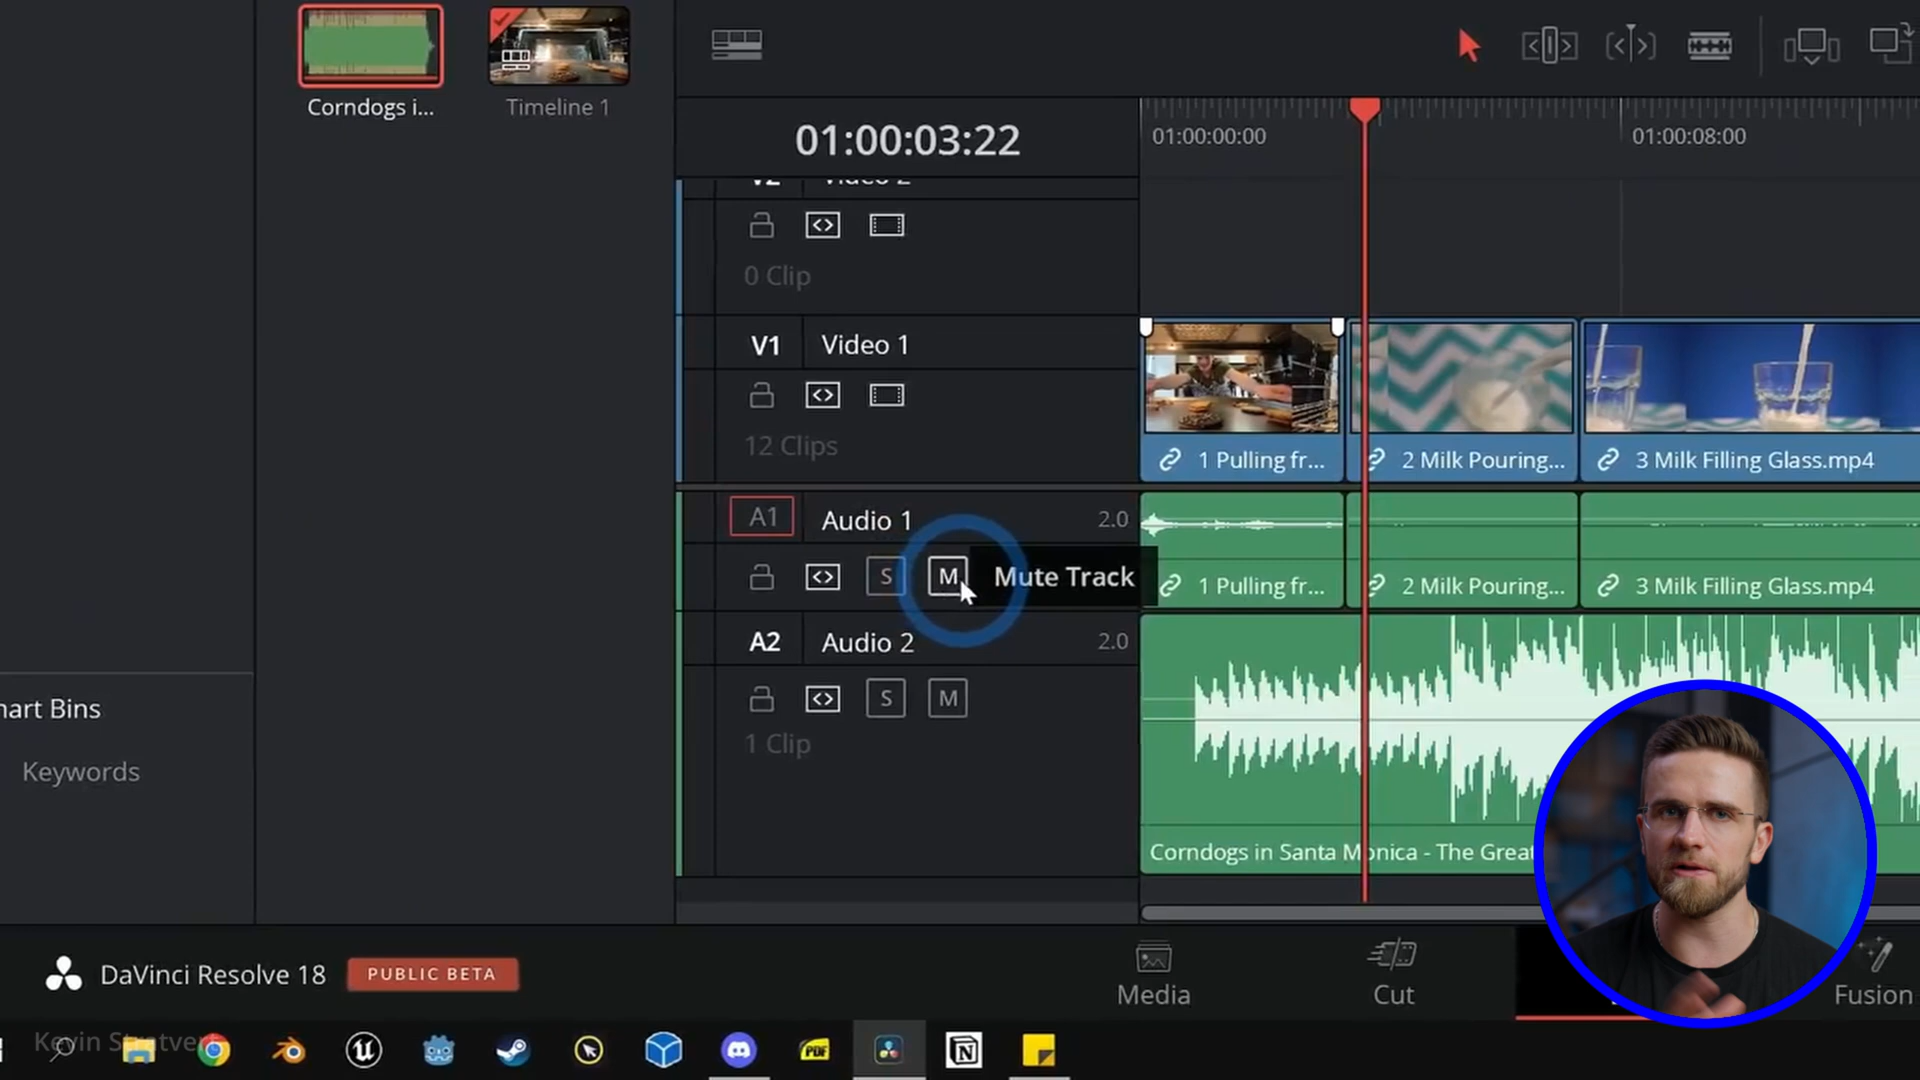 Corndogs i...
Timeline 1
01:00:03:22
01:00:00:00
01:00:08:00
V2 Video 2
0 Clip
V1 Video 1
12 Clips
1 Pulling fr...
2 Milk Pouring...
3 Milk Filling Glass.mp4
A1 Audio 1 2.0
S M Mute Track
1 Pulling fr...
2 Milk Pouring...
3 Milk Filling Glass.mp4
A2 Audio 2 2.0
S M
1 Clip
Corndogs in Santa Monica - The Great
mart Bins
Keywords
DaVinci Resolve 18
PUBLIC BETA
Media
Cut
Fusion
Kevin Stratvert
PDF